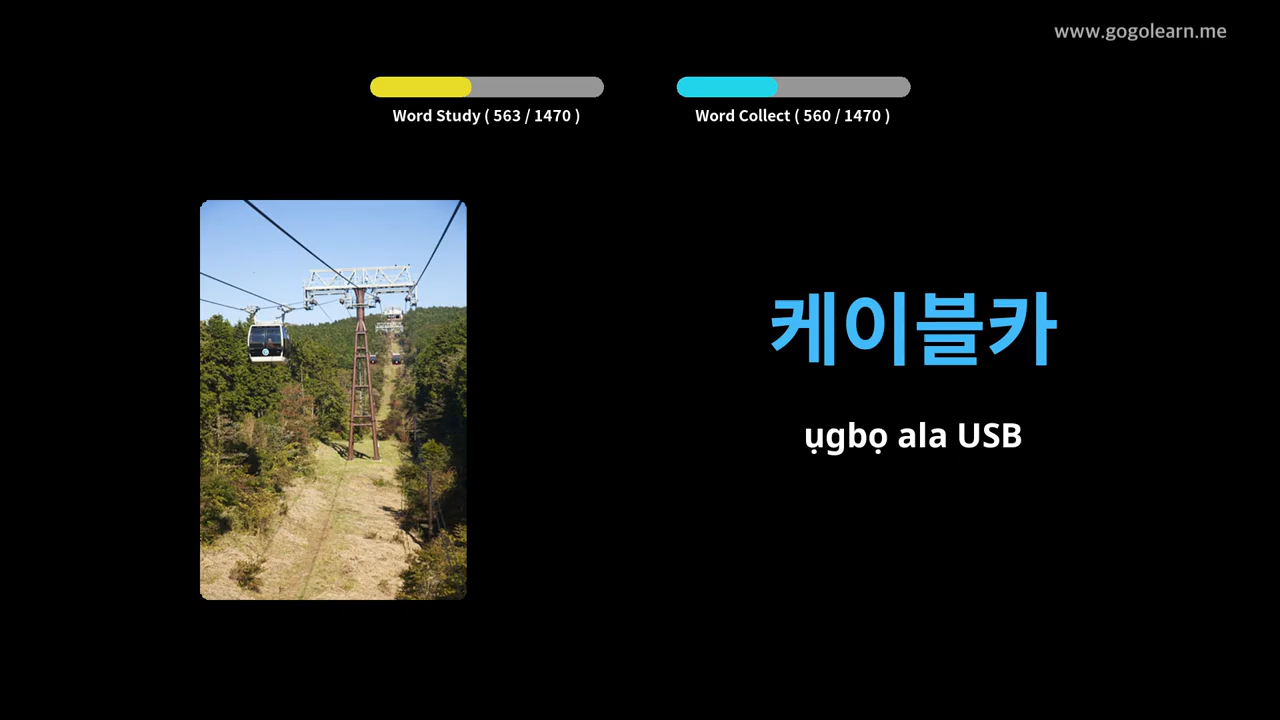 www.gogolearn.me
Word Study ( 563 / 1470 )
Word Collect ( 560 / 1470 )
케이블카
ụgbọ ala USB